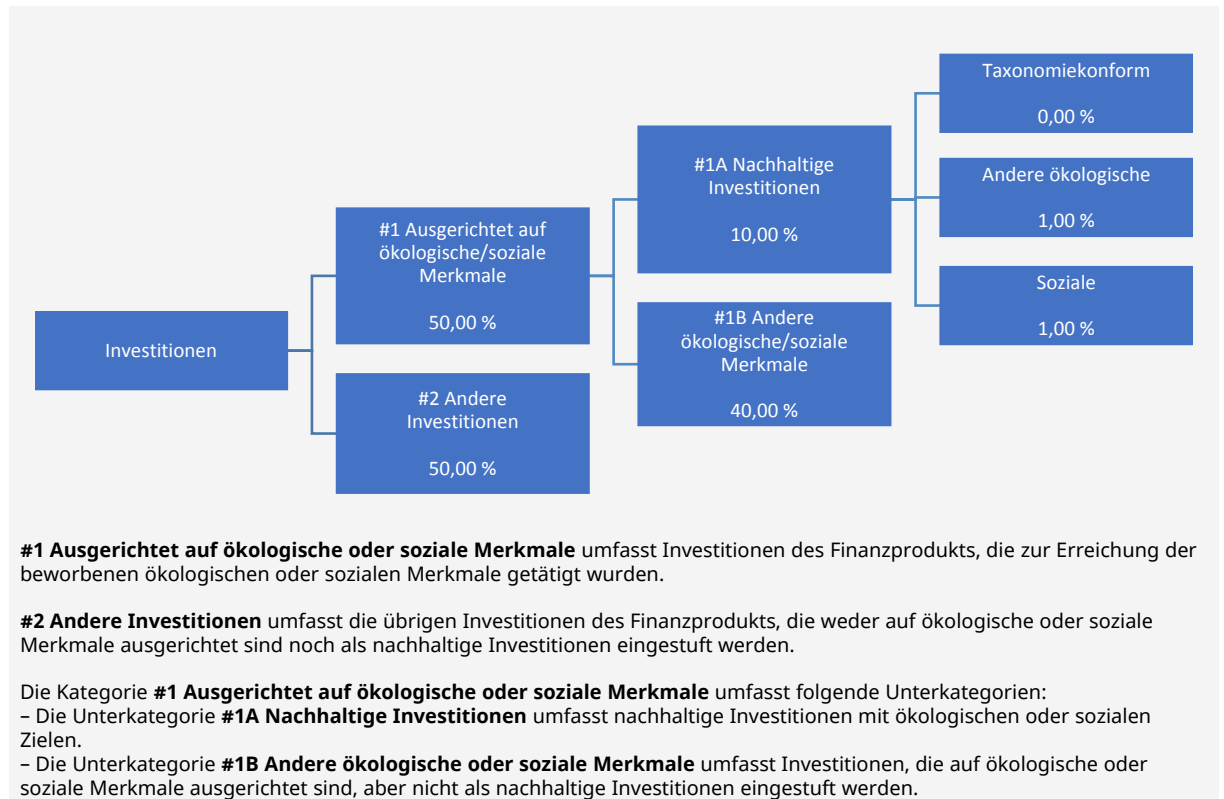 Investitionen
#1 Ausgerichtet auf
ökologische/soziale
Merkmale
50,00 %
#2 Andere
Investitionen
50,00 %
#1A Nachhaltige
Investitionen
10,00 %
#1B Andere
ökologische/soziale
Merkmale
40,00 %
Taxonomiekonform
0,00 %
Andere ökologische
1,00 %
Soziale
1,00 %
#1 Ausgerichtet auf ökologische oder soziale Merkmale umfasst Investitionen des Finanzprodukts, die zur Erreichung der
beworbenen ökologischen oder sozialen Merkmale getätigt wurden.
#2 Andere Investitionen umfasst die übrigen Investitionen des Finanzprodukts, die weder auf ökologische oder soziale
Merkmale ausgerichtet sind noch als nachhaltige Investitionen eingestuft werden.
Die Kategorie #1 Ausgerichtet auf ökologische oder soziale Merkmale umfasst folgende Unterkategorien:
– Die Unterkategorie #1A Nachhaltige Investitionen umfasst nachhaltige Investitionen mit ökologischen oder sozialen
Zielen.
– Die Unterkategorie #1B Andere ökologische oder soziale Merkmale umfasst Investitionen, die auf ökologische oder
soziale Merkmale ausgerichtet sind, aber nicht als nachhaltige Investitionen eingestuft werden.